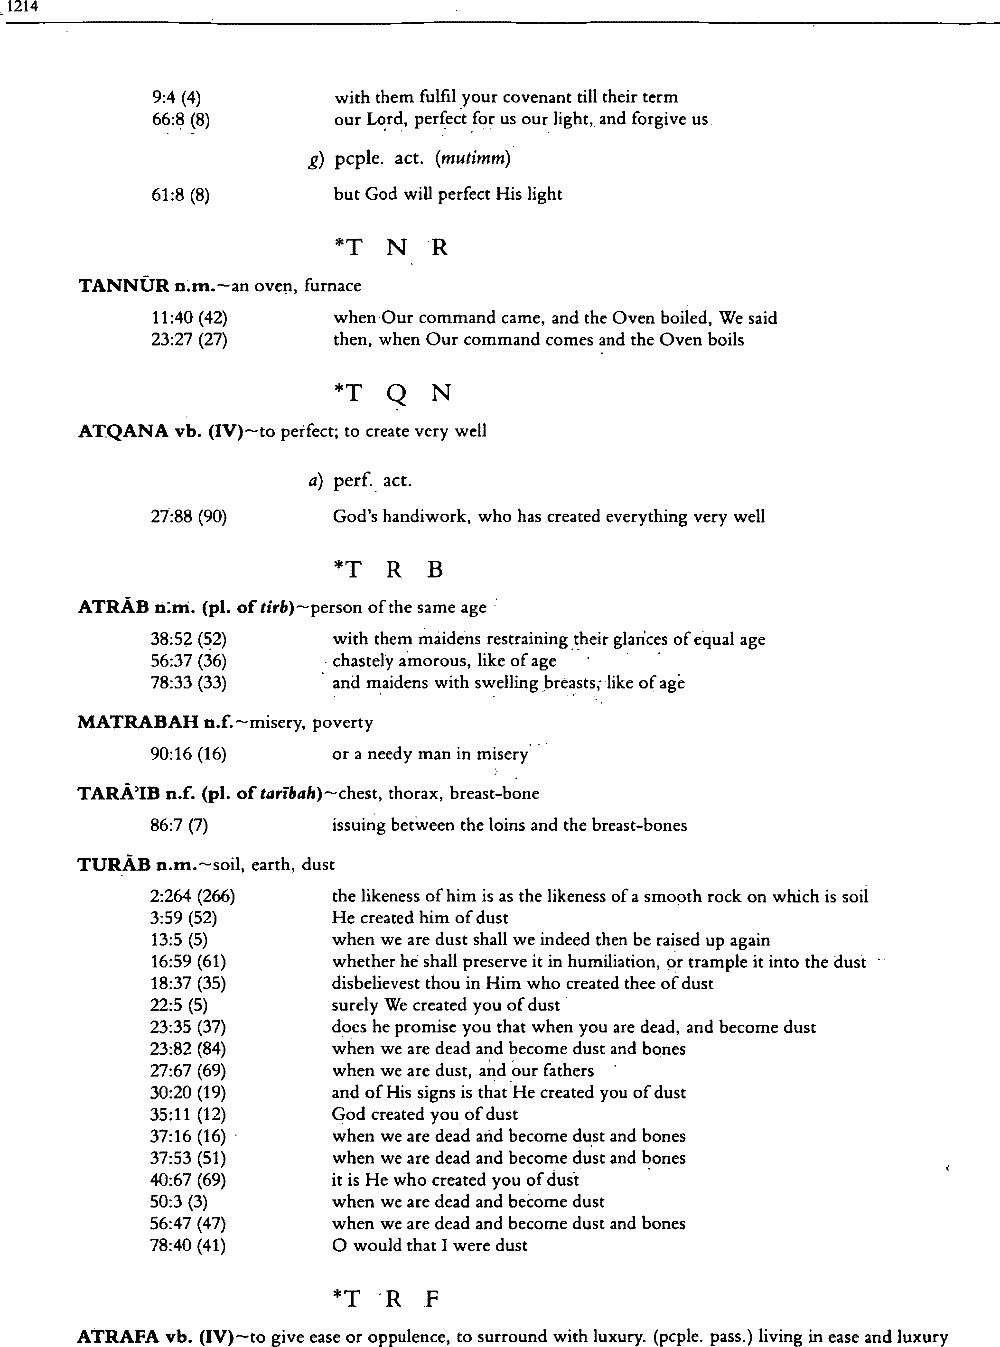 1214
9:4 (4) with them fulfil your covenant till their term
66:8 (8) our Lord, perfect for us our light, and forgive us
g) pcple. act. (mutimm)
61:8 (8) but God will perfect His light
*T N R
TANNŪR n.m.~an oven, furnace
11:40 (42) when Our command came, and the Oven boiled, We said
23:27 (27) then, when Our command comes and the Oven boils
*T Q N
ATQANA vb. (IV)~to perfect; to create very well
a) perf. act.
27:88 (90) God's handiwork, who has created everything very well
*T R B
ATRĀB n.m. (pl. of tirb)~person of the same age
38:52 (52) with them maidens restraining their glances of equal age
56:37 (36) chastely amorous, like of age
78:33 (33) and maidens with swelling breasts, like of age
MATRABAH n.f.~misery, poverty
90:16 (16) or a needy man in misery
TARĀ’IB n.f. (pl. of tarībah)~chest, thorax, breast-bone
86:7 (7) issuing between the loins and the breast-bones
TURĀB n.m.~soil, earth, dust
2:264 (266) the likeness of him is as the likeness of a smooth rock on which is soil
3:59 (52) He created him of dust
13:5 (5) when we are dust shall we indeed then be raised up again
16:59 (61) whether he shall preserve it in humiliation, or trample it into the dust
18:37 (35) disbelievest thou in Him who created thee of dust
22:5 (5) surely We created you of dust
23:35 (37) does he promise you that when you are dead, and become dust
23:82 (84) when we are dead and become dust and bones
27:67 (69) when we are dust, and our fathers
30:20 (19) and of His signs is that He created you of dust
35:11 (12) God created you of dust
37:16 (16) when we are dead and become dust and bones
37:53 (51) when we are dead and become dust and bones
40:67 (69) it is He who created you of dust
50:3 (3) when we are dead and become dust
56:47 (47) when we are dead and become dust and bones
78:40 (41) O would that I were dust
*T R F
ATRAFA vb. (IV)~to give ease or oppulence, to surround with luxury. (pcple. pass.) living in ease and luxury